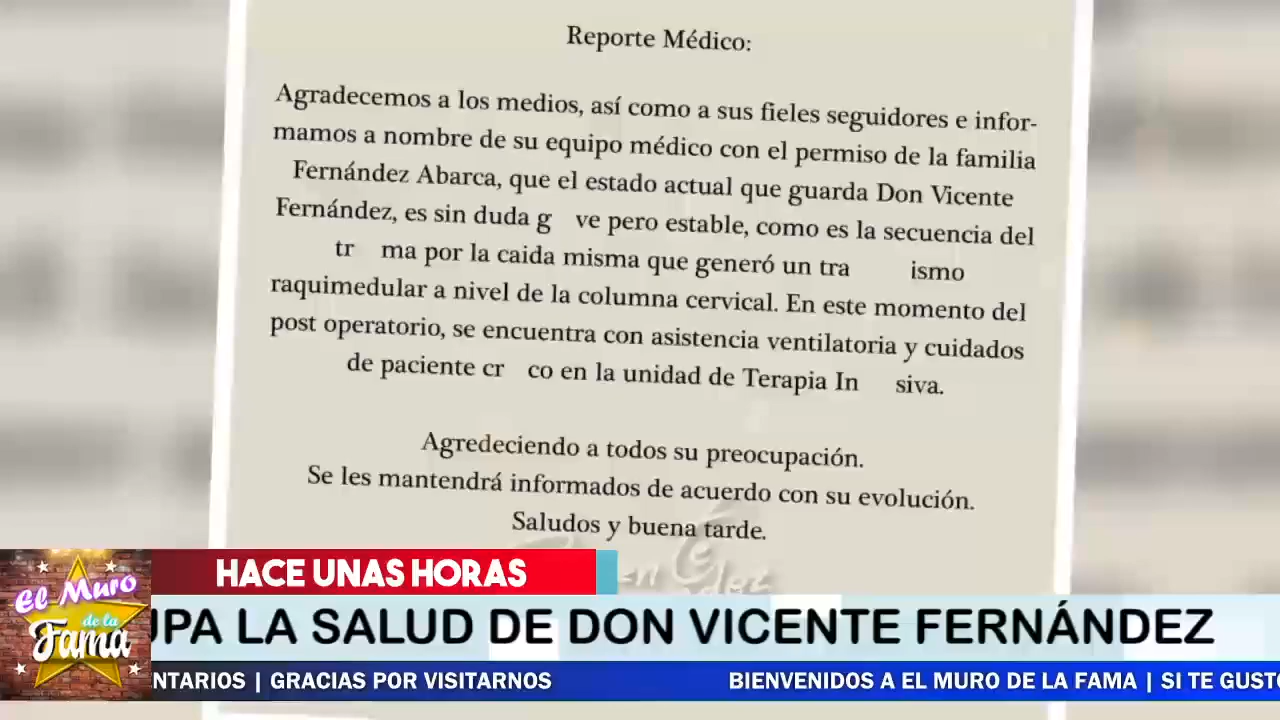 Reporte Médico:
Agradecemos a los medios, así como a sus fieles seguidores e infor-
mamos a nombre de su equipo médico con el permiso de la familia
Fernández Abarca, que el estado actual que guarda Don Vicente
Fernández, es sin duda g ve pero estable, como es la secuencia del
tr ma por la caida misma que generó un tra ismo
raquimedular a nivel de la columna cervical. En este momento del
post operatorio, se encuentra con asistencia ventilatoria y cuidados
de paciente cr co en la unidad de Terapia In siva.
Agredeciendo a todos su preocupación.
Se les mantendrá informados de acuerdo con su evolución.
Saludos y buena tarde.
El Muro
de la
Fama
HACE UNAS HORAS
UPA LA SALUD DE DON VICENTE FERNÁNDEZ
NTARIOS | GRACIAS POR VISITARNOS BIENVENIDOS A EL MURO DE LA FAMA | SI TE GUSTO